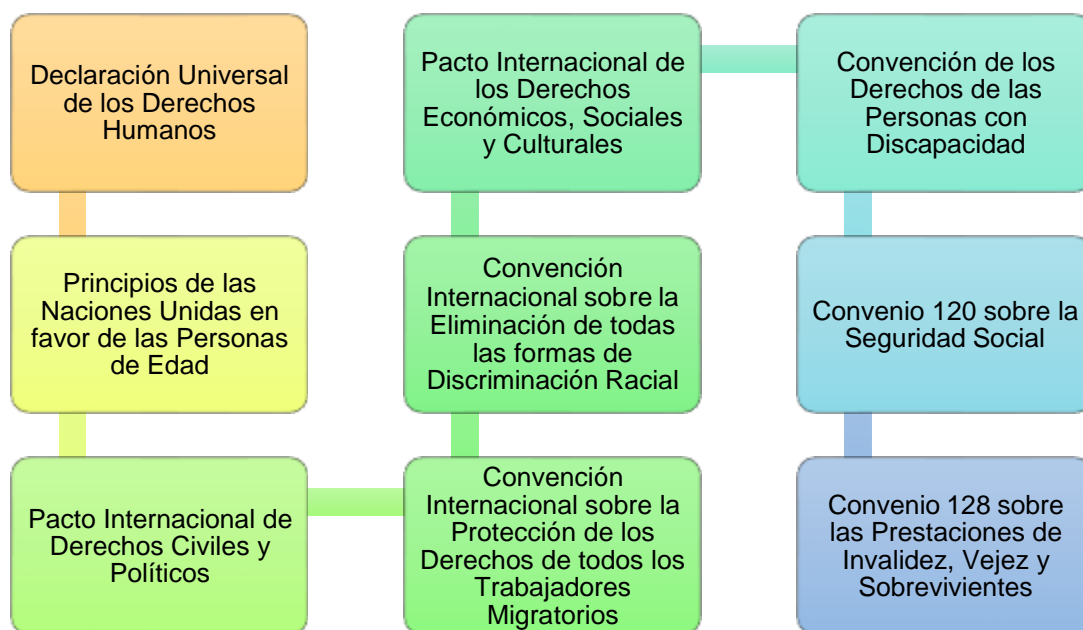 Declaración Universal
de los Derechos
Humanos
Principios de las
Naciones Unidas en
favor de las Personas
de Edad
Pacto Internacional de
Derechos Civiles y
Políticos
Convención
Internacional sobre la
Protección de los
Derechos de todos los
Trabajadores
Migratorios
Convención
Internacional sobre la
Eliminación de todas
las formas de
Discriminación Racial
Pacto Internacional de
los Derechos
Económicos, Sociales
y Culturales
Convención de los
Derechos de las
Personas con
Discapacidad
Convenio 120 sobre la
Seguridad Social
Convenio 128 sobre
las Prestaciones de
Invalidez, Vejez y
Sobrevivientes